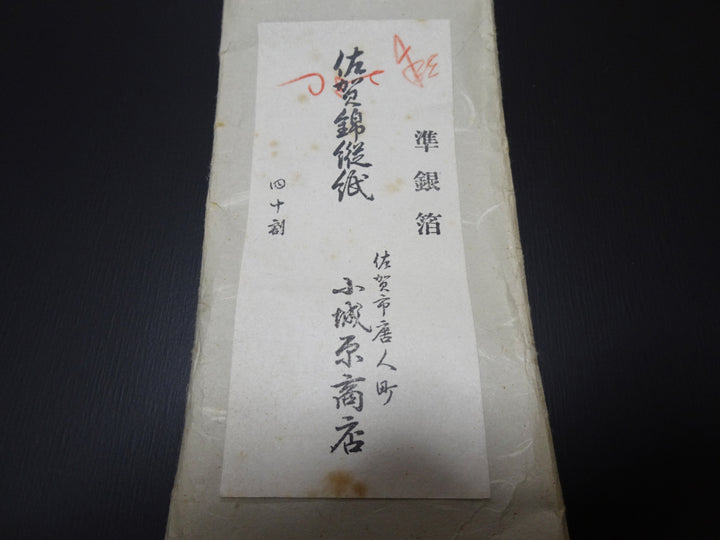 準銀箔
佐賀錦縦紙
佐賀市唐人町
小城原商店
四十割